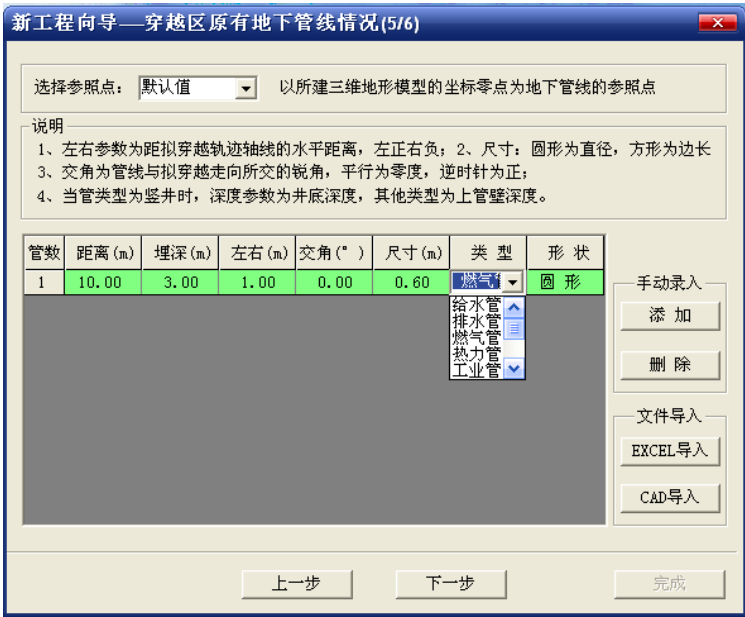 新工程向导—穿越区原有地下管线情况(5/6)
选择参照点： 默认值 以所建三维地形模型的坐标零点为地下管线的参照点
说明
1、左右参数为距拟穿越轨迹轴线的水平距离，左正右负；2、尺寸：圆形为直径，方形为边长
3、交角为管线与拟穿越走向所交的锐角，平行为零度，逆时针为正；
4、当管类型为竖井时，深度参数为井底深度，其他类型为上管壁深度。
管数 距离(m) 埋深(m) 左右(m) 交角(° ) 尺寸(m) 类 型 形 状
1 10.00 3.00 1.00 0.00 0.60 燃气 圆 形
给水管
排水管
燃气管
热力管
工业管
手动录入
添 加
删 除
文件导入
EXCEL导入
CAD导入
上一步 下一步 完成